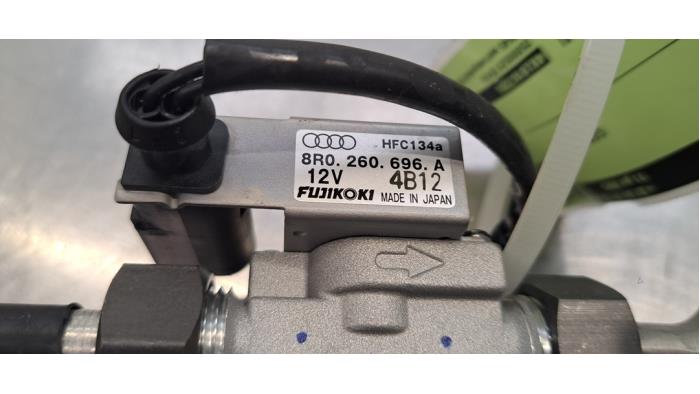 HFC134a
8R0.260.696.A
12V 4B12
FUJIKOKI MADE IN JAPAN